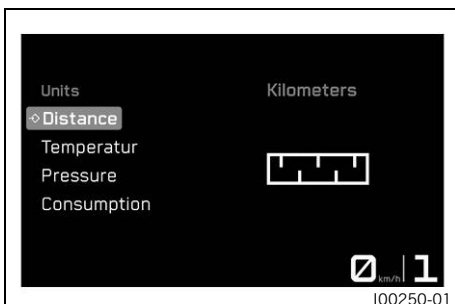 Units
Kilometers
Distance
Temperatur
Pressure
Consumption
0 km/h 1
I00250-01